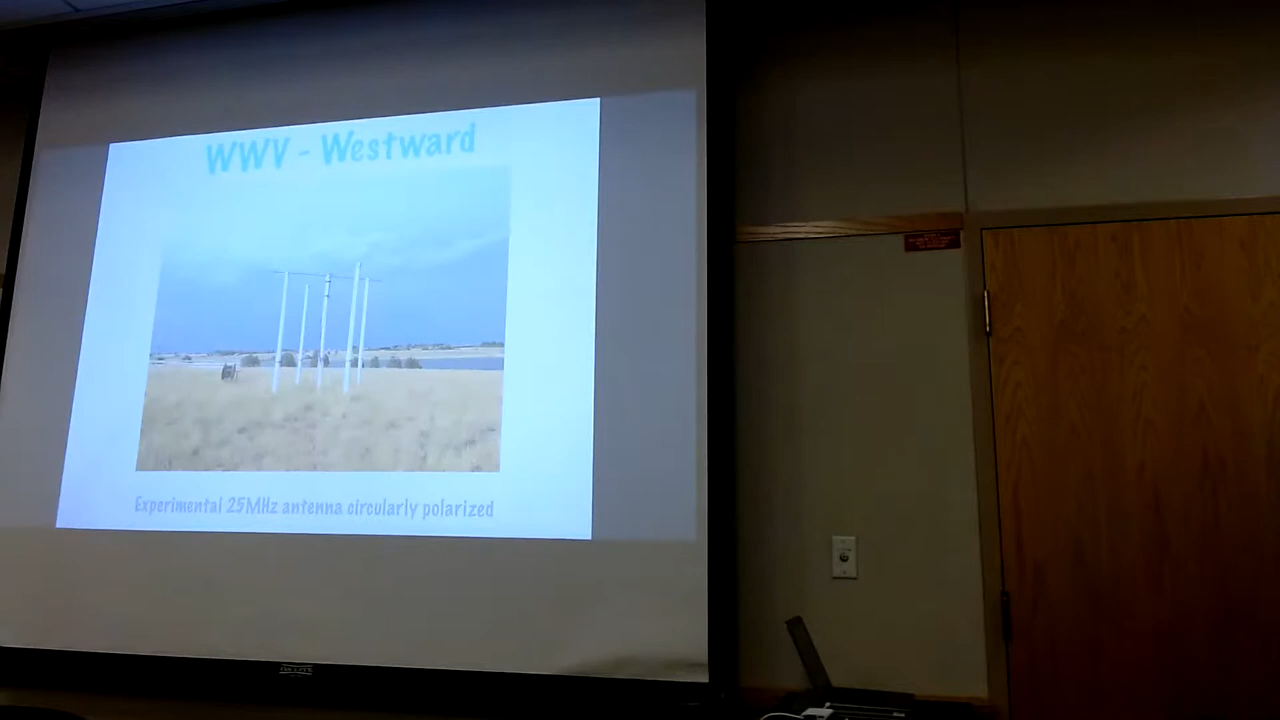 WWV - Westward
Experimental 25MHz antenna circularly polarized